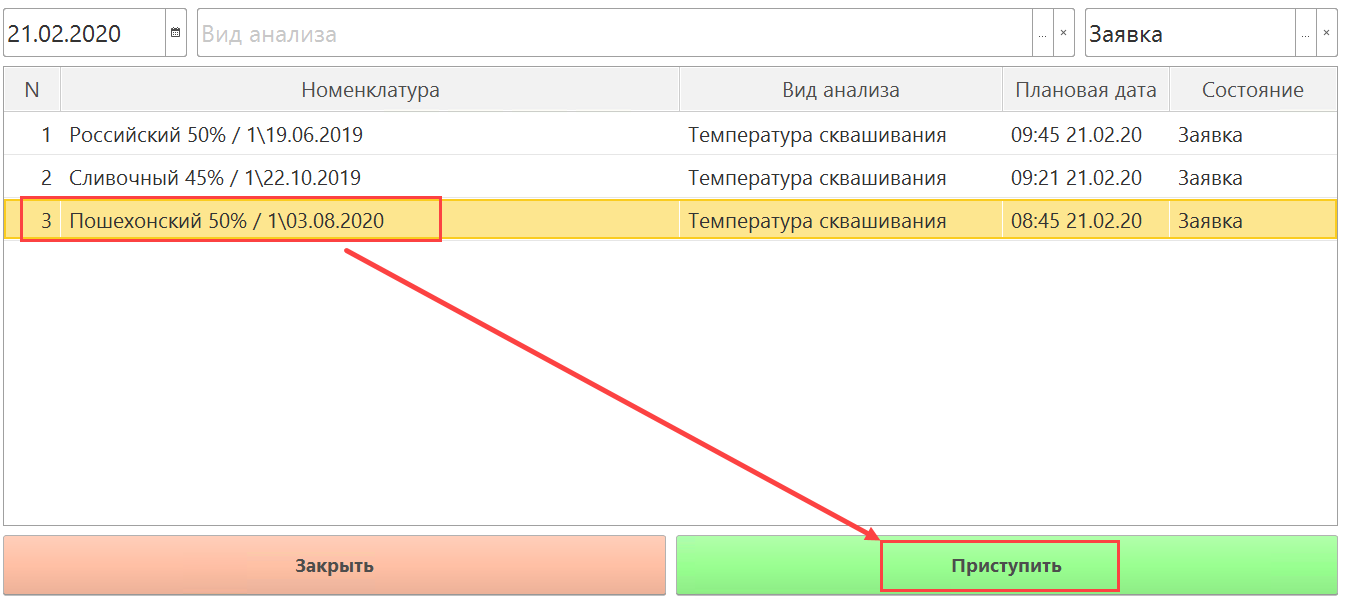 21.02.2020 Вид анализа ... × Заявка ... ×
N Номенклатура Вид анализа Плановая дата Состояние
1 Российский 50% / 1\19.06.2019 Температура сквашивания 09:45 21.02.20 Заявка
2 Сливочный 45% / 1\22.10.2019 Температура сквашивания 09:21 21.02.20 Заявка
3 Пошехонский 50% / 1\03.08.2020 Температура сквашивания 08:45 21.02.20 Заявка
Закрыть Приступить